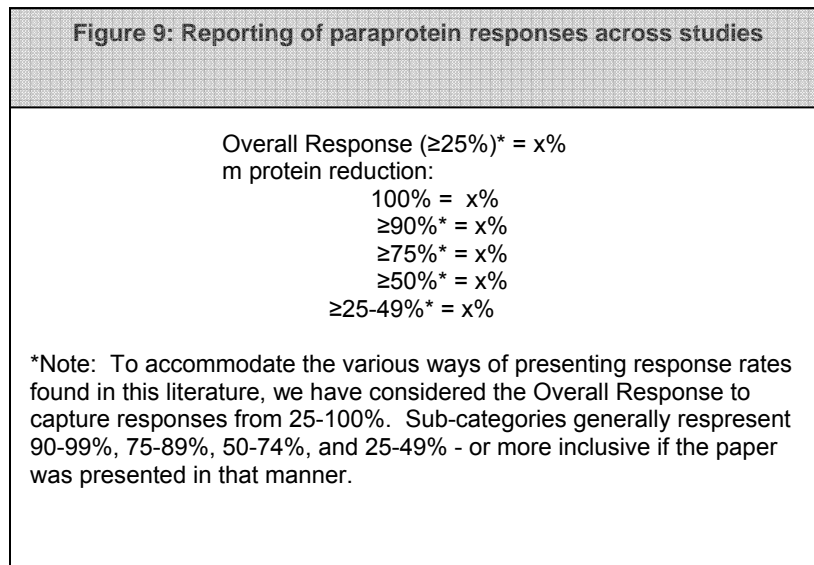 Figure 9: Reporting of paraprotein responses across studies
Overall Response (≥25%)* = x%
m protein reduction:
100% = x%
≥90%* = x%
≥75%* = x%
≥50%* = x%
≥25-49%* = x%
*Note: To accommodate the various ways of presenting response rates
found in this literature, we have considered the Overall Response to
capture responses from 25-100%. Sub-categories generally respresent
90-99%, 75-89%, 50-74%, and 25-49% - or more inclusive if the paper
was presented in that manner.